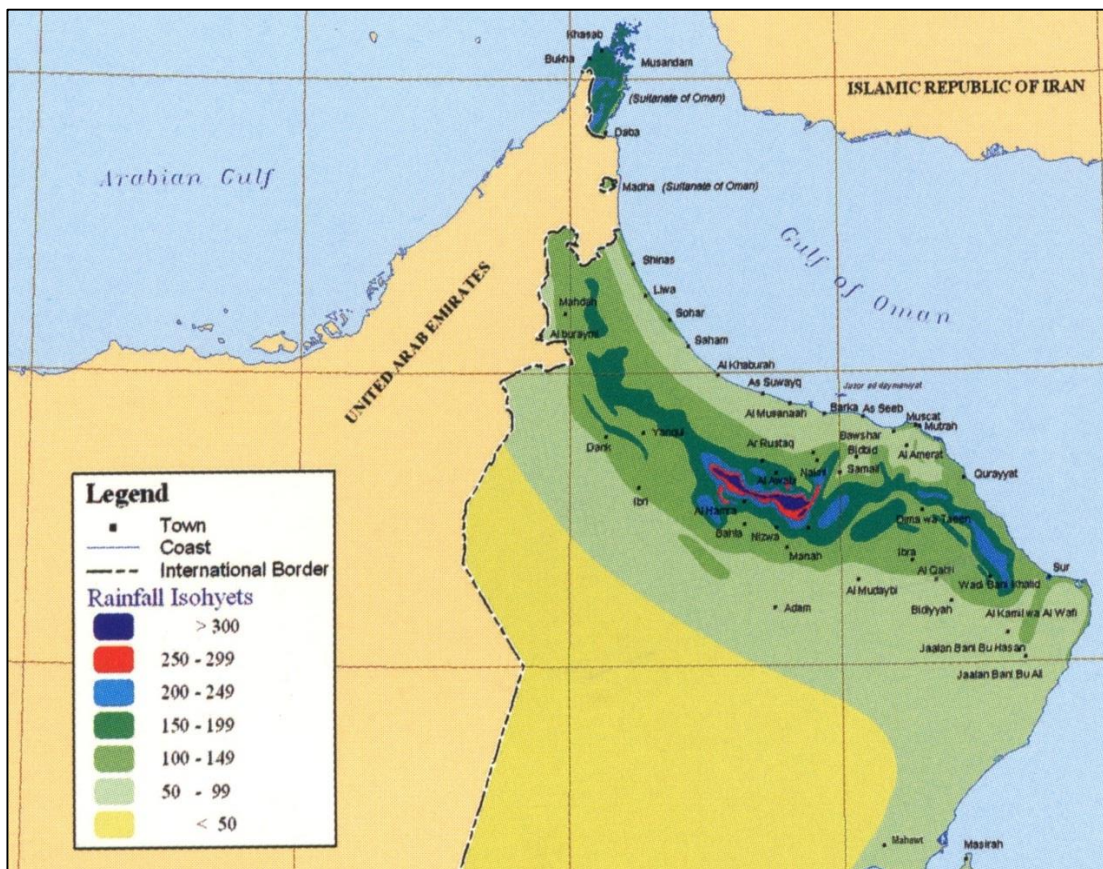 Khasab
Bukha
Musandam
ISLAMIC REPUBLIC OF IRAN
(Sultanate of Oman)
Daba
Arabian Gulf
Madha (Sultanate of Oman)
Gulf of Oman
UNITED ARAB EMIRATES
Shinas
Liwa
Mahdah
Sohar
Al buraymi
Saham
Al Khaburah
As Suwayq
Al Musanaah
Barka
As Seeb
Muscat
Mutrah
Bawshar
Bidbid
Al Amerat
Yanqul
Dank
Ar Rustaq
Nakhl
Samail
Al Awabi
Qurayyat
Ibri
Al Hamra
Bahla
Nizwa
Manah
Dima wa Taeen
Ibra
Al Qabil
Wadi Bani Khalid
Sur
Adam
Al Mudaybi
Bidiyyah
Al Kamil wa Al Wafi
Jaalan Bani Bu Hasan
Jaalan Bani Bu Ali
Mahawt
Masirah
Legend
Town
Coast
International Border
Rainfall Isohyets
> 300
250 - 299
200 - 249
150 - 199
100 - 149
50 - 99
< 50